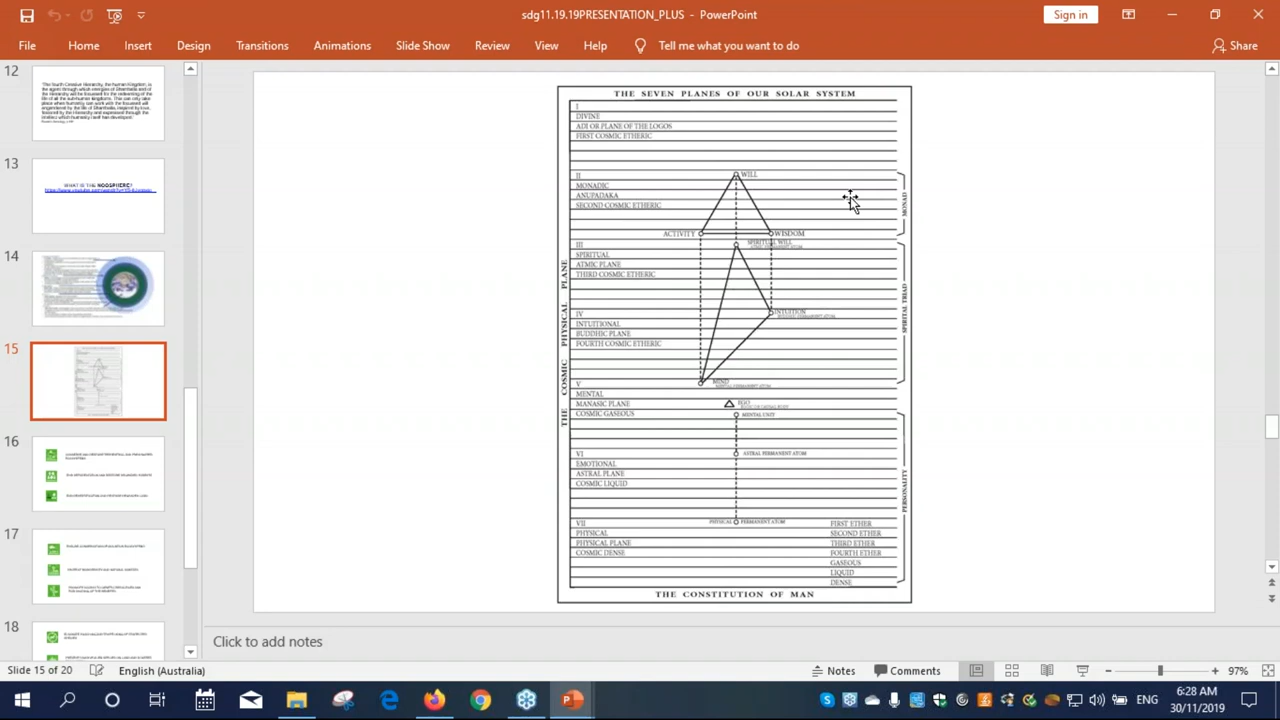 sdg11.19.19PRESENTATION_PLUS - PowerPoint
Sign in
File Home Insert Design Transitions Animations Slide Show Review View Help Tell me what you want to do Share
12
13
WHAT IS THE NOOSPHERE?
14
15
16
17
18
THE SEVEN PLANES OF OUR SOLAR SYSTEM
I
DIVINE
ADI OR PLANE OF THE LOGOS
FIRST COSMIC ETHERIC
II
WILL
MONADIC
ANUPADAKA
SECOND COSMIC ETHERIC
MONAD
ACTIVITY
WISDOM
III
SPIRITUAL WILL
ATMIC PERMANENT ATOM
SPIRITUAL
ATMIC PLANE
THIRD COSMIC ETHERIC
SPIRITUAL TRIAD
IV
INTUITION
BUDDHIC PERMANENT ATOM
INTUITIONAL
BUDDHIC PLANE
FOURTH COSMIC ETHERIC
THE COSMIC PHYSICAL PLANE
V
MIND
MENTAL
MANASIC PLANE
EGO
COSMIC GASEOUS
MENTAL UNIT
VI
ASTRAL PERMANENT ATOM
EMOTIONAL
ASTRAL PLANE
COSMIC LIQUID
PERSONALITY
VII
PHYSICAL PERMANENT ATOM
FIRST ETHER
PHYSICAL
SECOND ETHER
PHYSICAL PLANE
THIRD ETHER
COSMIC DENSE
FOURTH ETHER
GASEOUS
LIQUID
DENSE
THE CONSTITUTION OF MAN
Click to add notes
Slide 15 of 20 English (Australia) Notes Comments 97%
ENG
6:28 AM
30/11/2019